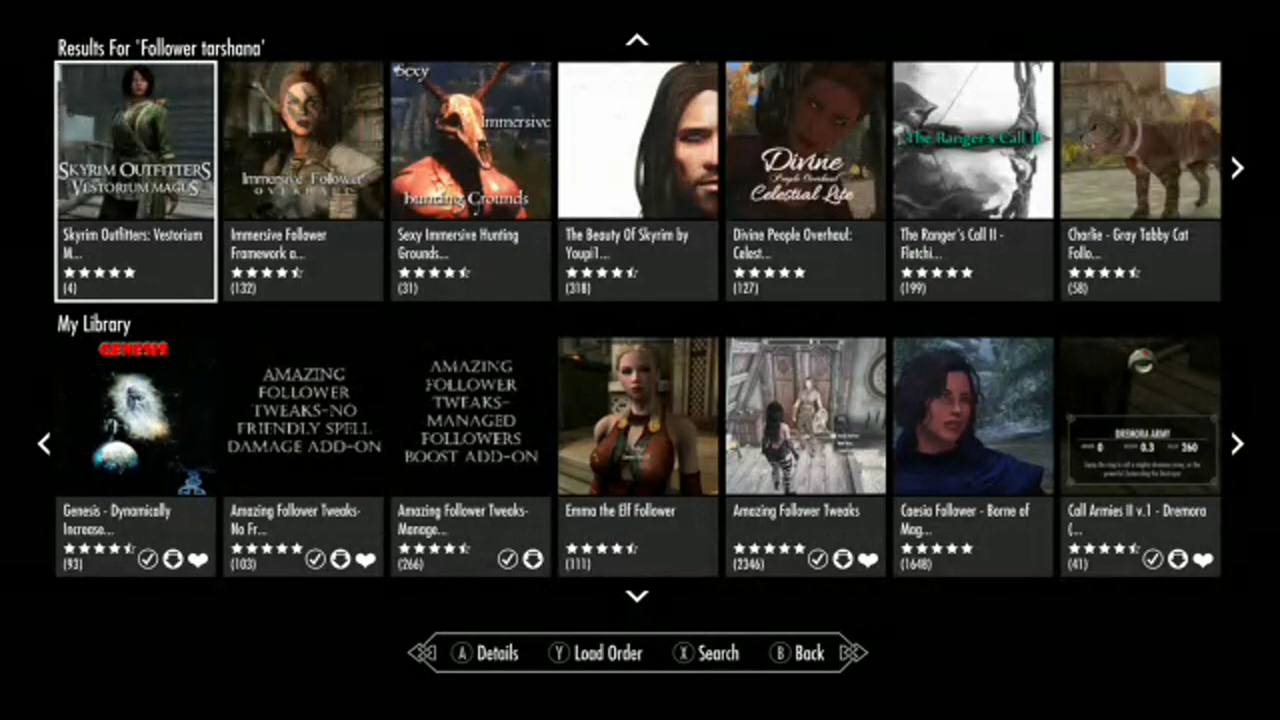 Results For 'Follower tarshana'
SKYRIM OUTFITTERS
VESTORIUM MAGUS
Immersive Follower
OVERHAUL
Sexy
Immersive
hunting Grounds
Divine
People Overhaul
Celestial Lite
The Ranger's Call II
Skyrim Outfitters: Vestorium
M...
(4)
Immersive Follower
Framework a...
(132)
Sexy Immersive Hunting
Grounds...
(31)
The Beauty Of Skyrim by
Youpi1...
(318)
Divine People Overhaul:
Celest...
(127)
The Ranger's Call II -
Fletchi...
(199)
Charlie - Gray Tabby Cat
Follo...
(58)
My Library
GENESIS
AMAZING
FOLLOWER
TWEAKS-NO
FRIENDLY SPELL
DAMAGE ADD-ON
AMAZING
FOLLOWER
TWEAKS-
MANAGED
FOLLOWERS
BOOST ADD-ON
DREMORA ARMY
0
0.3
260
Genesis - Dynamically
Increase...
(93)
Amazing Follower Tweaks-
No Fr...
(103)
Amazing Follower Tweaks-
Manage...
(266)
Emma the Elf Follower
(111)
Amazing Follower Tweaks
(2346)
Caesia Follower - Borne of
Mag...
(1648)
Call Armies II v.1 - Dremora
(...
(41)
A Details
Y Load Order
X Search
B Back